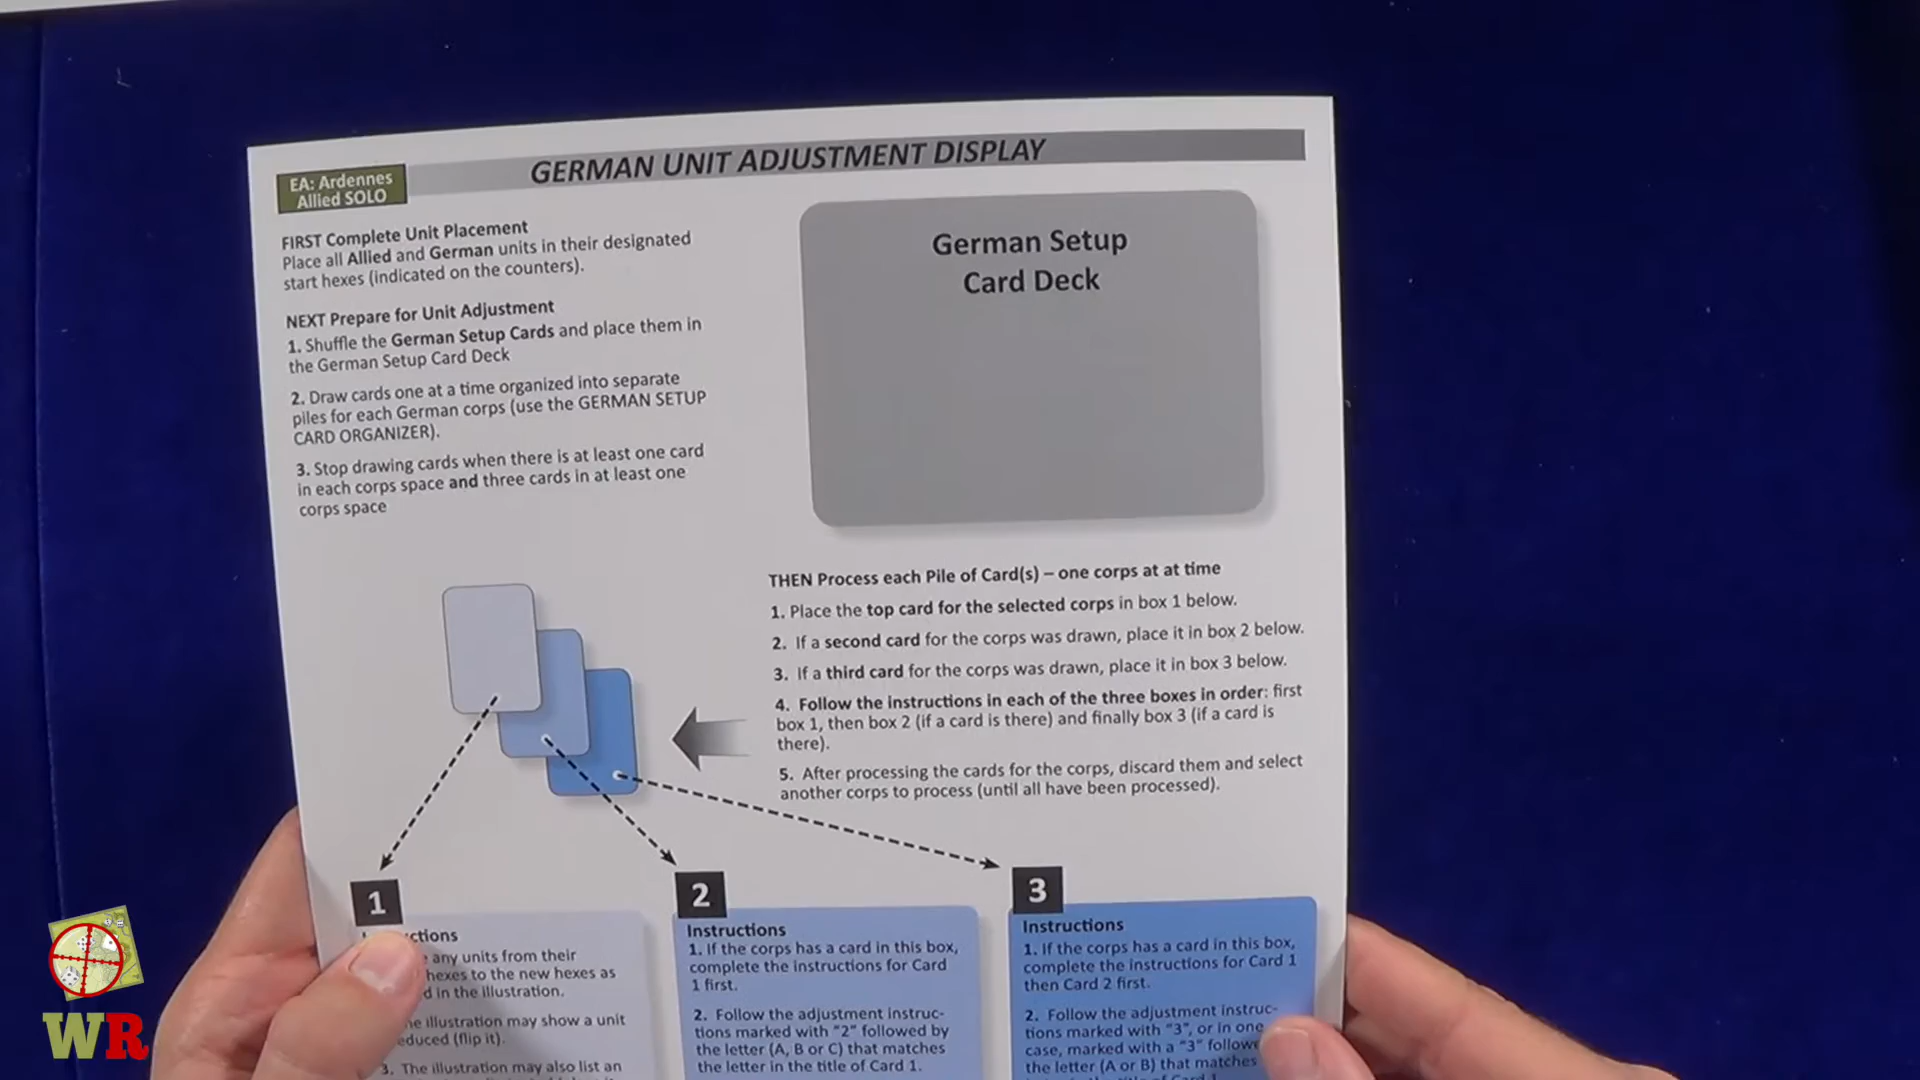 GERMAN UNIT ADJUSTMENT DISPLAY
EA: Ardennes
Allied SOLO
FIRST Complete Unit Placement
Place all Allied and German units in their designated
start hexes (indicated on the counters).
NEXT Prepare for Unit Adjustment
1. Shuffle the German Setup Cards and place them in
the German Setup Card Deck
2. Draw cards one at a time organized into separate
piles for each German corps (use the GERMAN SETUP
CARD ORGANIZER).
3. Stop drawing cards when there is at least one card
in each corps space and three cards in at least one
corps space
German Setup
Card Deck
THEN Process each Pile of Card(s) – one corps at at time
1. Place the top card for the selected corps in box 1 below.
2. If a second card for the corps was drawn, place it in box 2 below.
3. If a third card for the corps was drawn, place it in box 3 below.
4. Follow the instructions in each of the three boxes in order: first
box 1, then box 2 (if a card is there) and finally box 3 (if a card is
there).
5. After processing the cards for the corps, discard them and select
another corps to process (until all have been processed).
1
any units from their
hexes to the new hexes as
in the illustration.
illustration may show a unit
(flip it).
3. The illustration may also list an
2
Instructions
1. If the corps has a card in this box,
complete the instructions for Card
1 first.
2. Follow the adjustment instruc-
tions marked with "2" followed by
the letter (A, B or C) that matches
the letter in the title of Card 1.
3
Instructions
1. If the corps has a card in this box,
complete the instructions for Card 1
then Card 2 first.
2. Follow the adjustment instruc-
tions marked with "3", or in one
case, marked with a "3"
the letter (A or B) that matches
WR